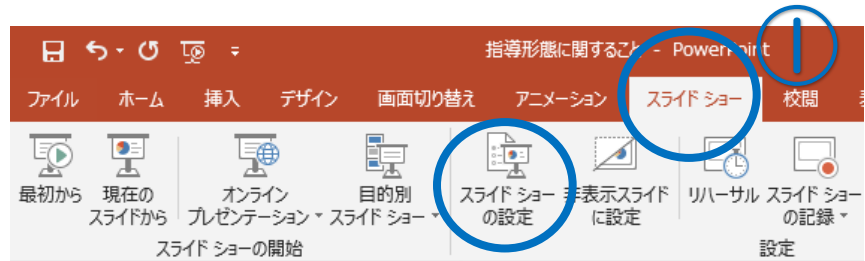 指導形態に関すること - PowerPoint
ファイル ホーム 挿入 デザイン 画面切り替え アニメーション スライド ショー 校閲
最初から 現在の オンライン 目的別 スライド ショー 非表示スライド リハーサル スライド ショー
スライドから プレゼンテーション スライド ショー の設定 に設定 の記録
スライド ショーの開始 設定